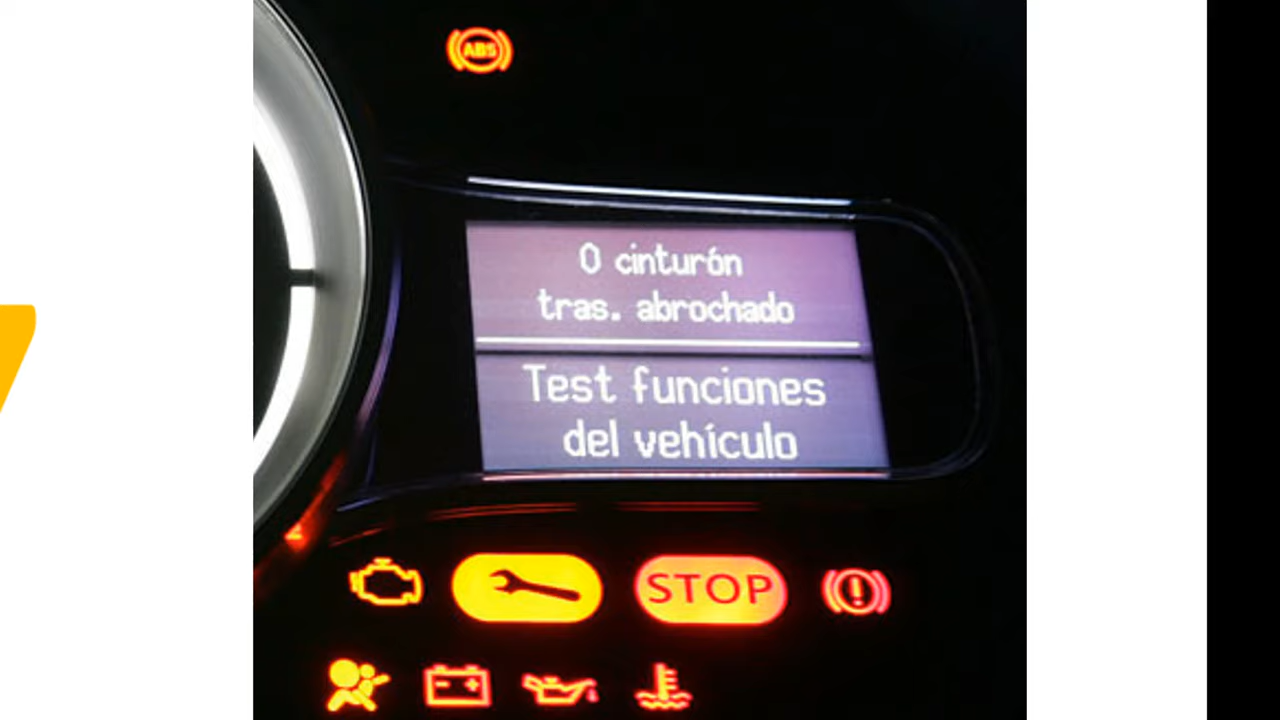 ABS
0 cinturón
tras. abrochado
Test funciones
del vehículo
STOP